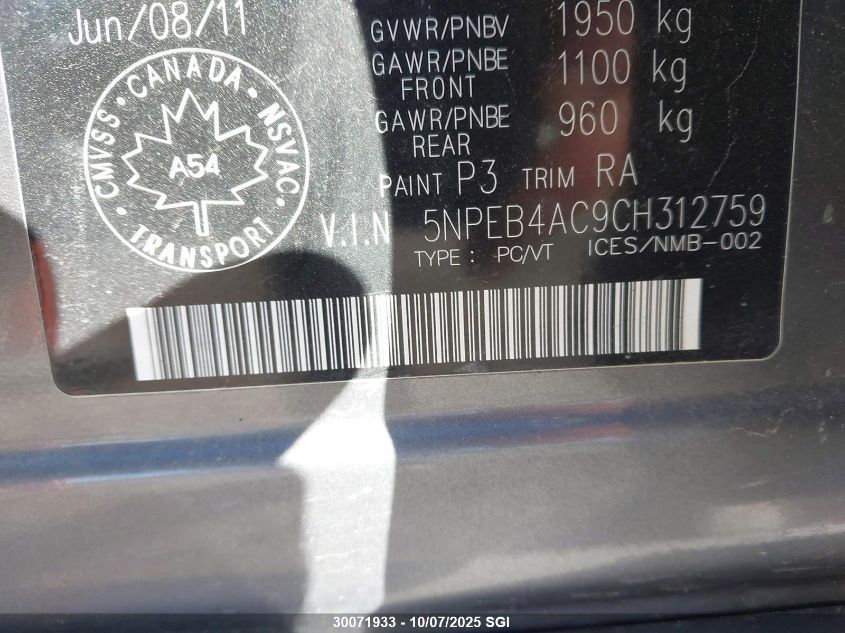 Jun/08/11
GVWR/PNBV 1950 kg
GAWR/PNBE FRONT 1100 kg
GAWR/PNBE REAR 960 kg
PAINT P3 TRIM RA
V.I.N 5NPEB4AC9CH312759
TYPE: PC/VT ICES/NMB-002
CMVSS · CANADA · NSVAC · TRANSPORT ·
A54
30071933 - 10/07/2025 SGI